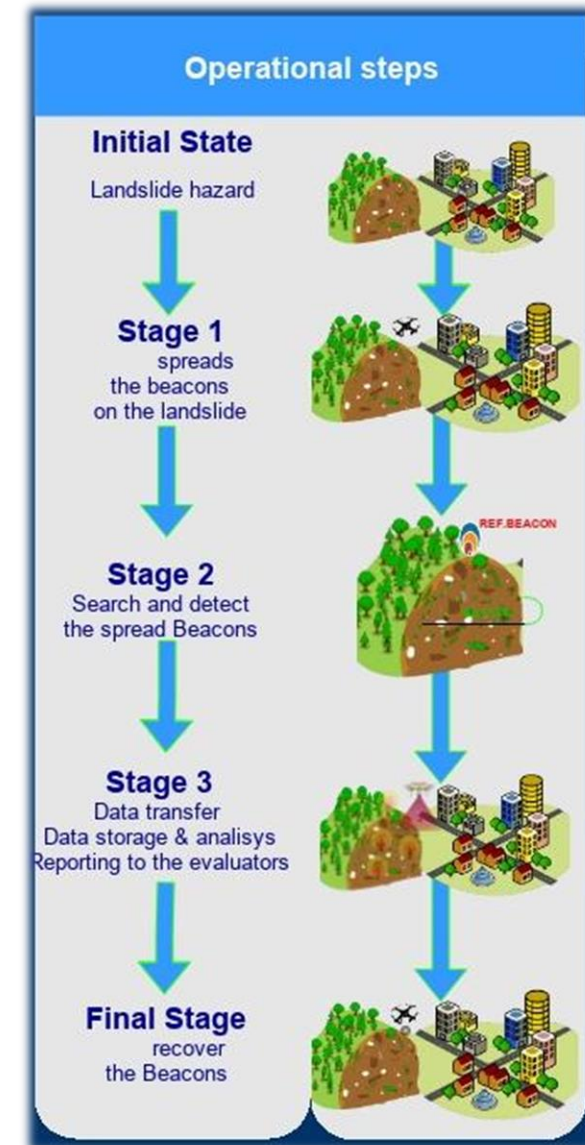 Operational steps
Initial State
Landslide hazard
Stage 1
spreads
the beacons
on the landslide
REF.BEACON
Stage 2
Search and detect
the spread Beacons
Stage 3
Data transfer
Data storage & analisys
Reporting to the evaluators
Final Stage
recover
the Beacons